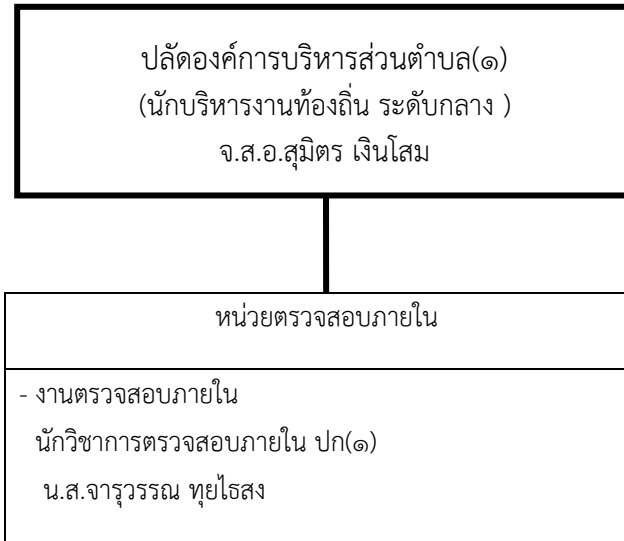 ปลัดองค์การบริหารส่วนตำบล(๑)
(นักบริหารงานท้องถิ่น ระดับกลาง )
จ.ส.อ.สุมิตร เงินโสม
หน่วยตรวจสอบภายใน
- งานตรวจสอบภายใน
นักวิชาการตรวจสอบภายใน ปก(๑)
น.ส.จารุวรรณ ทุยไธสง